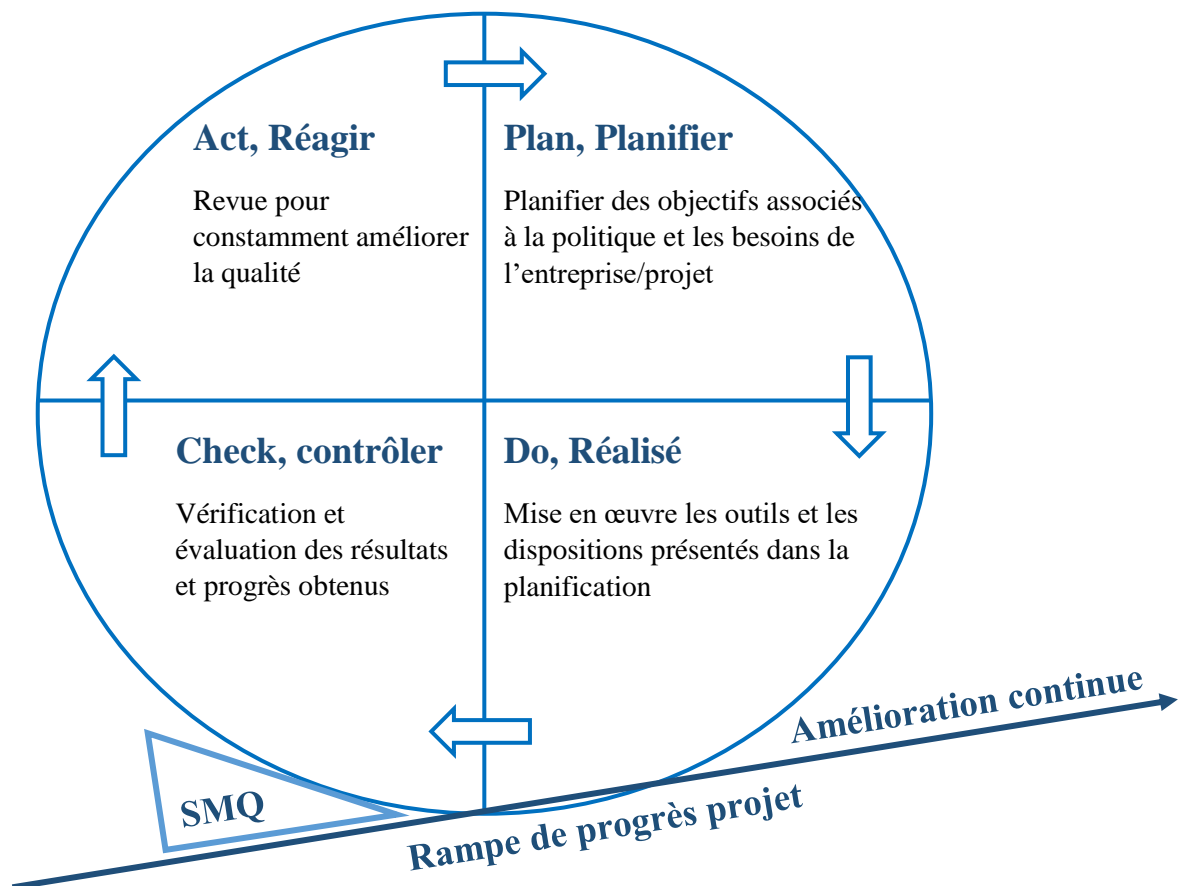 Act, Réagir
Revue pour
constamment améliorer
la qualité
Plan, Planifier
Planifier des objectifs associés
à la politique et les besoins de
l’entreprise/projet
Check, contrôler
Vérification et
évaluation des résultats
et progrès obtenus
Do, Réalisé
Mise en œuvre les outils et les
dispositions présentés dans la
planification
SMQ
Amélioration continue
Rampe de progrès projet